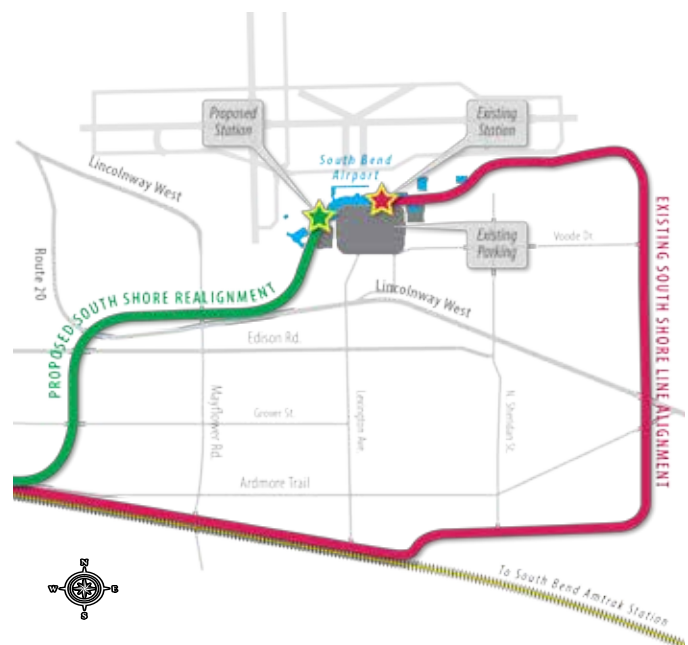 Proposed
Station
Existing
Station
South Bend
Airport
Lincolnway West
Route 20
Existing
Parking
Voode Dr.
EXISTING SOUTH SHORE LINE ALIGNMENT
PROPOSED SOUTH SHORE REALIGNMENT
Lincolnway West
Edison Rd.
Mayflower Rd.
Grover St.
Lexington Ave.
N. Sheridan St.
Ardmore Trail
N
W
E
S
To South Bend Amtrak Station